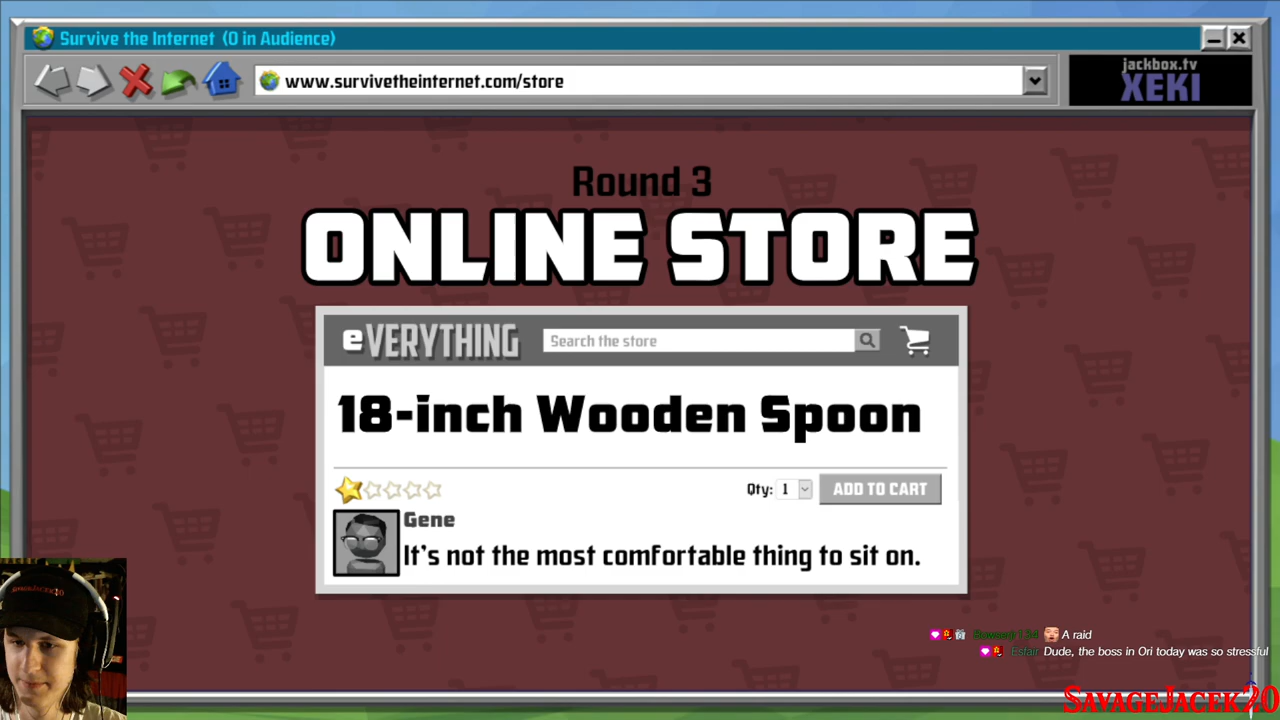 Survive the Internet (0 in Audience)
www.survivetheinternet.com/store
jackbox.tv
XEKI
Round 3
ONLINE STORE
eVERYTHING
Search the store
18-inch Wooden Spoon
Qty: 1
ADD TO CART
Gene
It's not the most comfortable thing to sit on.
A raid
Esfair Dude, the boss in Ori today was so stressful
SAVAGEJACEK20
SAVAGEJACEK20